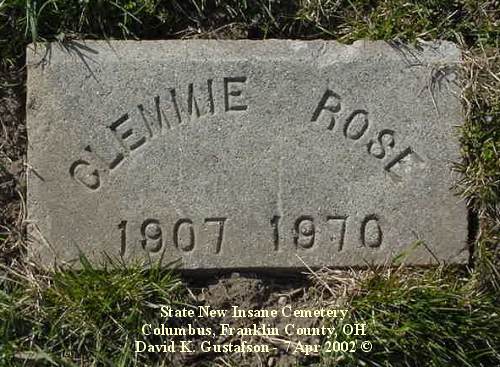 CLEMMIE ROSE
1907 1970
State New Insane Cemetery
Columbus, Franklin County, OH
David K. Gustafson - 7 Apr 2002 ©